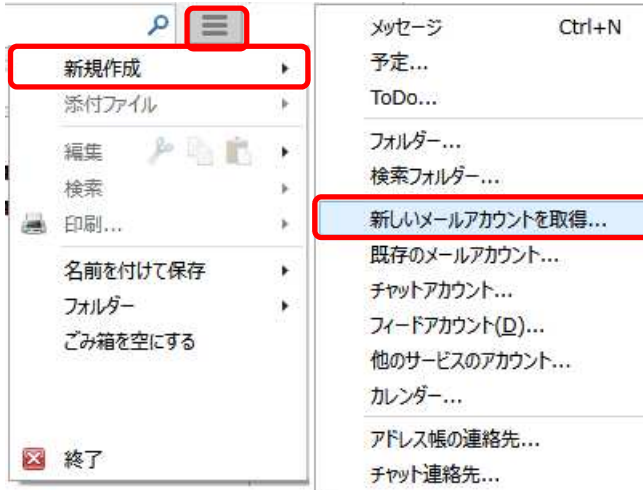 新規作成
添付ファイル
編集
検索
印刷...
名前を付けて保存
フォルダー
ごみ箱を空にする
終了
メッセージ Ctrl+N
予定...
ToDo...
フォルダー...
検索フォルダー...
新しいメールアカウントを取得...
既存のメールアカウント...
チャットアカウント...
フィードアカウント(D)...
他のサービスのアカウント...
カレンダー...
アドレス帳の連絡先...
チャット連絡先...